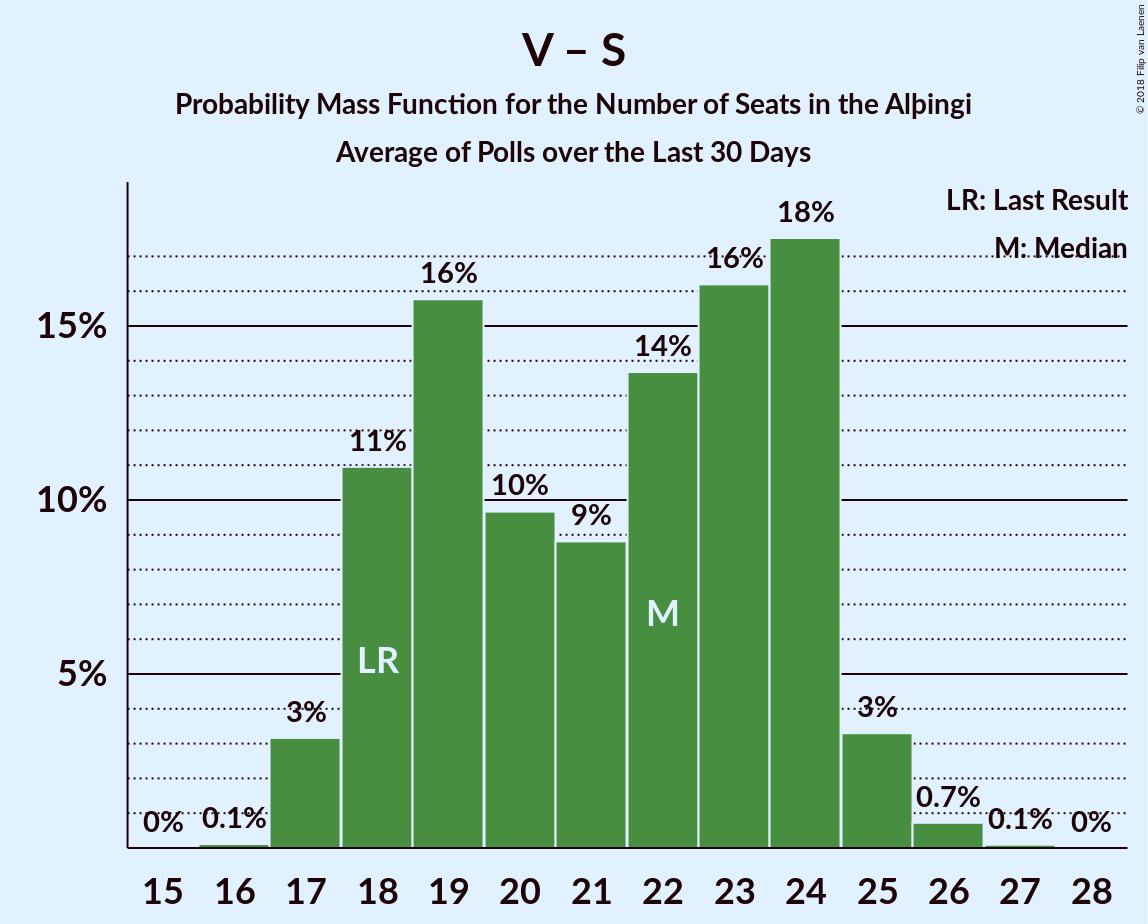 V – S
Probability Mass Function for the Number of Seats in the Alþingi
Average of Polls over the Last 30 Days
© 2018 Filip van Laenen
LR: Last Result
M: Median
15%
10%
5%
0% 0.1% 3% 11% 16% 10% 9% 14% 16% 18% 3% 0.7% 0.1% 0%
LR M
15 16 17 18 19 20 21 22 23 24 25 26 27 28